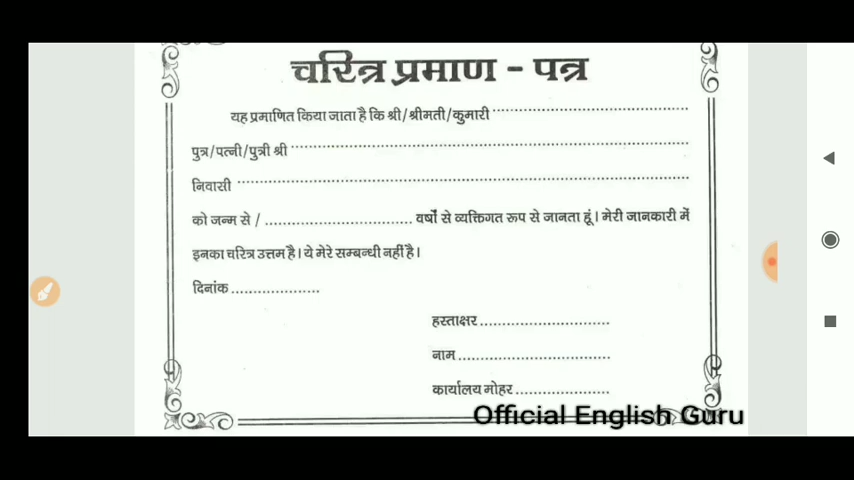 चरित्र प्रमाण - पत्र
यह प्रमाणित किया जाता है कि श्री/श्रीमती/कुमारी ........................................
पुत्र/पत्नी/पुत्री श्री ........................................
निवासी ........................................
को जन्म से / ................................ वर्षों से व्यक्तिगत रूप से जानता हूं। मेरी जानकारी में
इनका चरित्र उत्तम है। ये मेरे सम्बन्धी नहीं है।
दिनांक ...................
हस्ताक्षर ............................
नाम .................................
कार्यालय मोहर ....................
Official English Guru